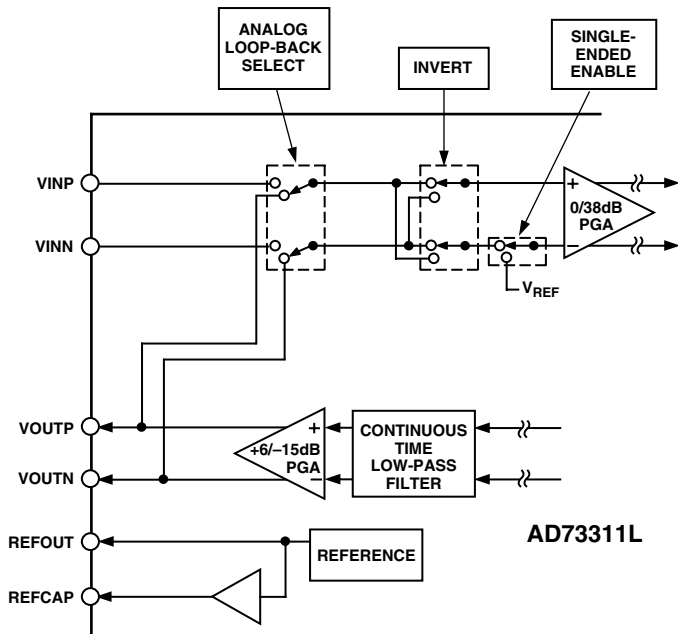 ANALOG
LOOP-BACK
SELECT
INVERT
SINGLE-
ENDED
ENABLE
VINP
+
0/38dB
PGA
VINN
–
VREF
VOUTP
+
+6/–15dB
PGA
CONTINUOUS
TIME
LOW-PASS
FILTER
VOUTN
–
REFOUT
REFERENCE
AD73311L
REFCAP